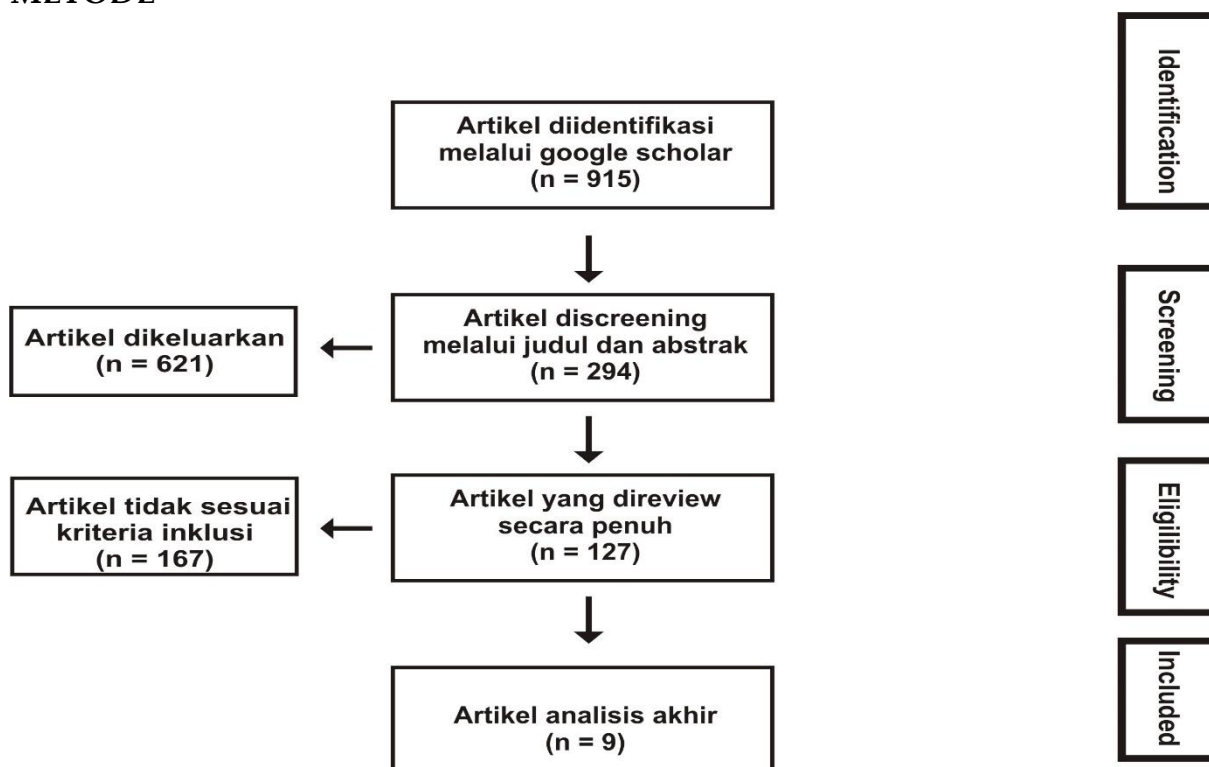 METODE
Artikel diidentifikasi
melalui google scholar
(n = 915)
Identification
Artikel dikeluarkan
(n = 621)
Artikel discreening
melalui judul dan abstrak
(n = 294)
Screening
Artikel tidak sesuai
kriteria inklusi
(n = 167)
Artikel yang direview
secara penuh
(n = 127)
Eligilibility
Artikel analisis akhir
(n = 9)
Included